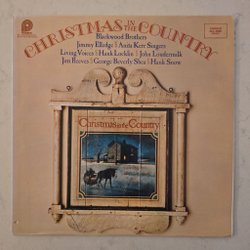 CHRISTMAS IN THE COUNTRY
Blackwood Brothers
Jimmy Elledge § Anita Kerr Singers
Living Voices § Hank Locklin § John Loudermilk
Jim Reeves § George Beverly Shea § Hank Snow
Christmas in the Country